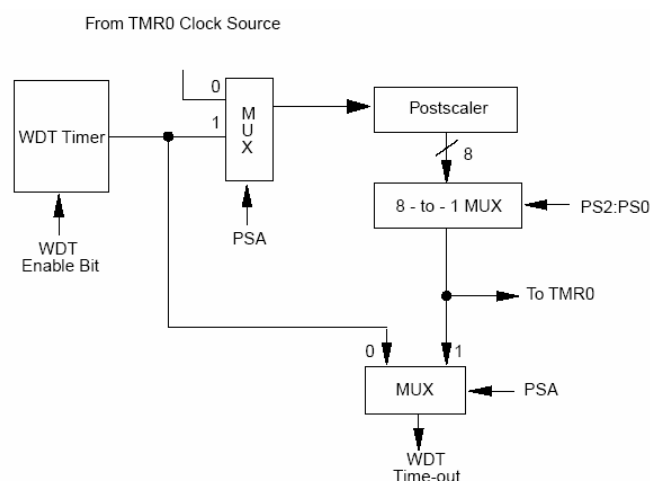 From TMR0 Clock Source
0
1
M
U
X
WDT Timer
Postscaler
8
PSA
WDT
Enable Bit
8 - to - 1 MUX
PS2:PS0
To TMR0
0
1
MUX
PSA
WDT
Time-out